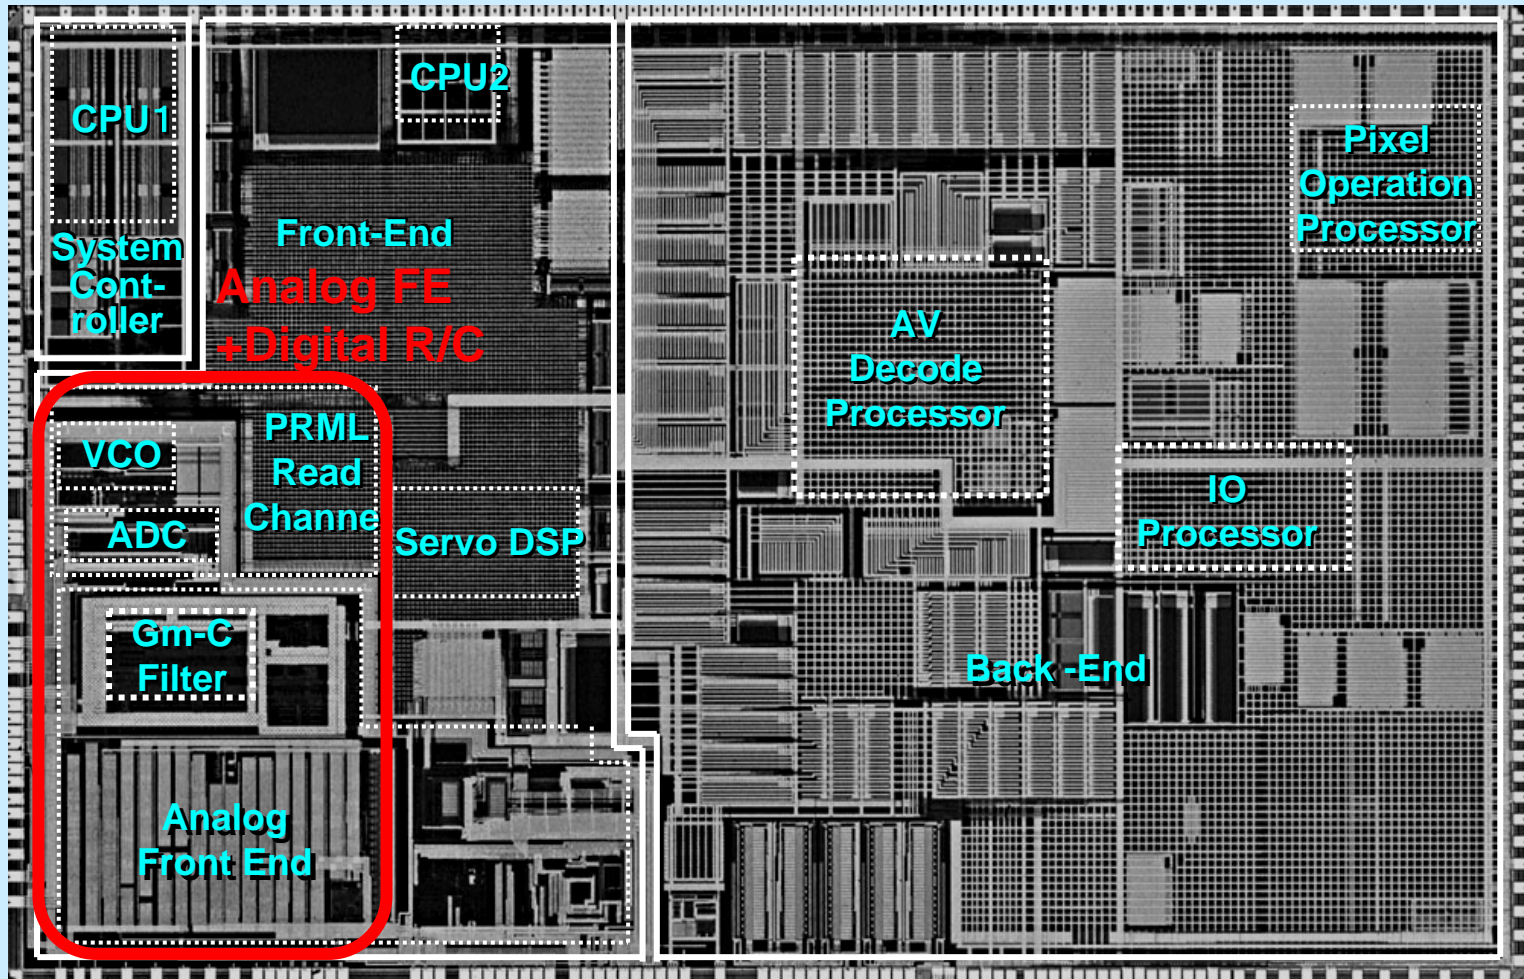 CPU1
System
Cont-
roller
CPU2
Front-End
Analog FE
+Digital R/C
VCO
ADC
PRML
Read
Channe
Servo DSP
Gm-C
Filter
Analog
Front End
Pixel
Operation
Processor
AV
Decode
Processor
IO
Processor
Back -End